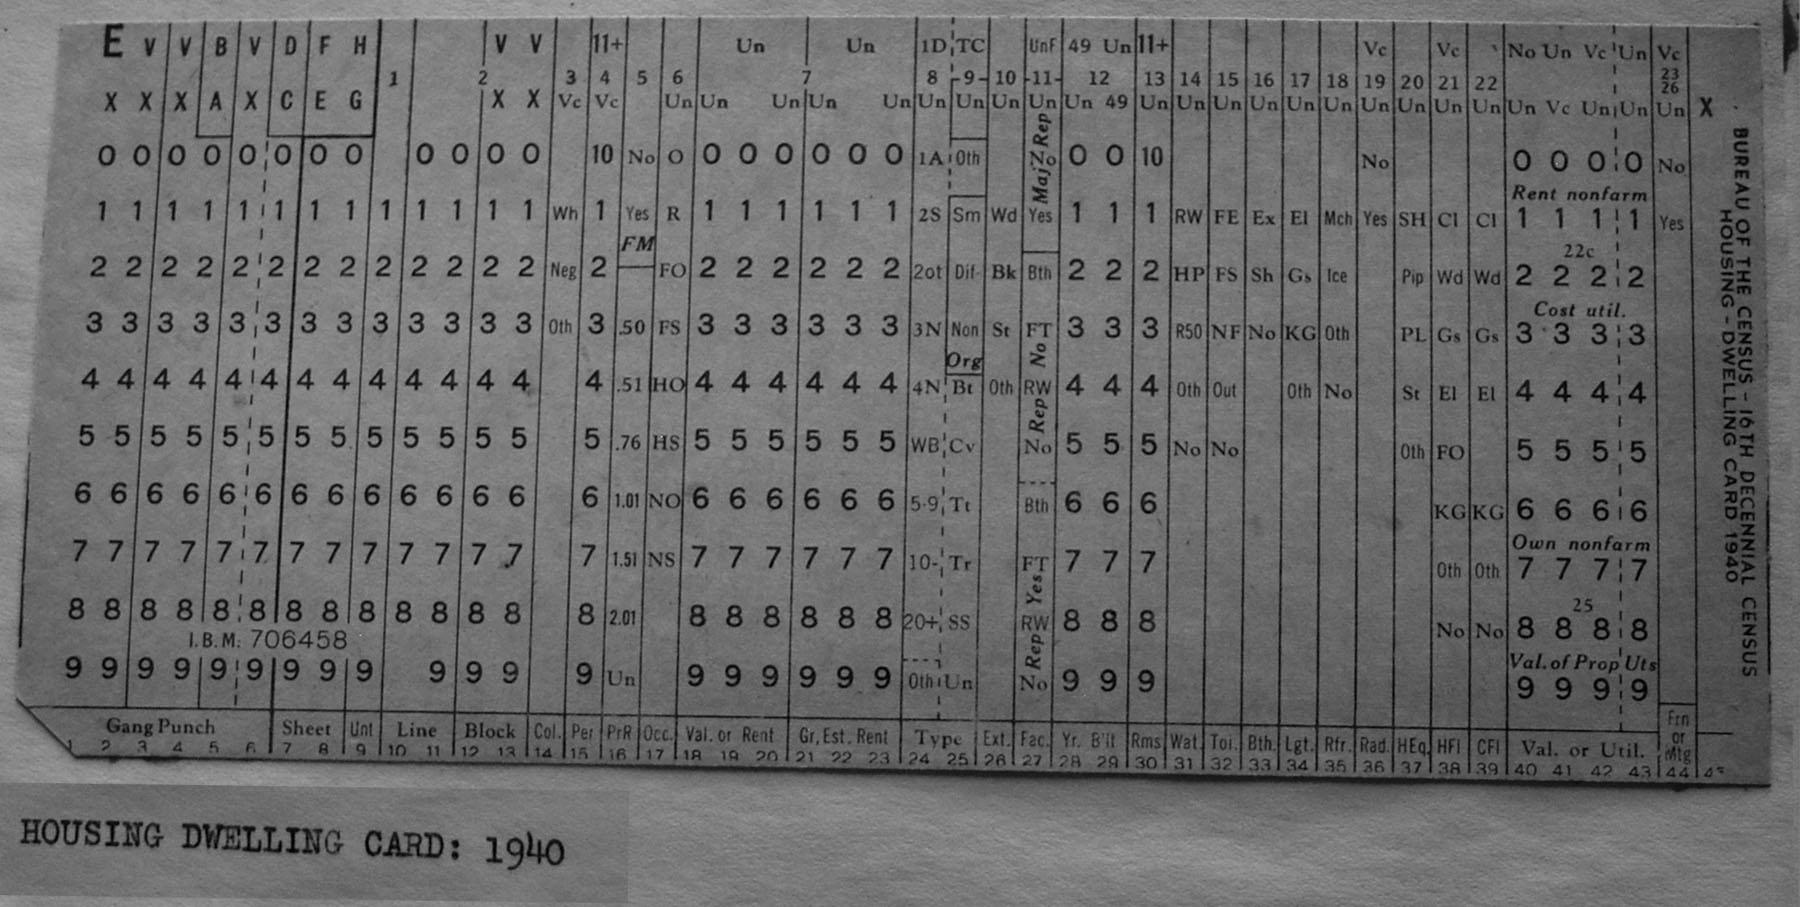 E V V B V D F H V V 11+ Un Un 1D TC UnF 49 Un 11+ Vc Vc No Un Vc Un Vc
1 2 3 4 5 6 7 8 9 10 11 12 13 14 15 16 17 18 19 20 21 22 23 26
X X X A X C E G X X Vc Vc Un Un Un Un Un Un Un Un Un Un 49 Un Un Un Un Un Un Un Un Un Un Un Vc Un Un Un X
0 0 0 0 0 0 0 0 0 0 0 0 10 No O 0 0 0 0 0 0 1A Oth No 0 0 10 No 0 0 0 0 No
Rent nonfarm
1 1 1 1 1 1 1 1 1 1 1 1 1 Wh 1 Yes R 1 1 1 1 1 1 2S Sm Wd Yes 1 1 1 RW FE Ex El Mch Yes SH Cl Cl 1 1 1 1 Yes
FM
22c
2 2 2 2 2 2 2 2 2 2 2 2 2 Neg 2 FO 2 2 2 2 2 2 2ot Dif Bk Bth 2 2 2 HP FS Sh Gs Ice Pip Wd Wd 2 2 2 2
Cost util.
3 3 3 3 3 3 3 3 3 3 3 3 3 Oth 3 .50 FS 3 3 3 3 3 3 3N Non St FT 3 3 3 R50 NF No KG Oth PL Gs Gs 3 3 3 3
Org
4 4 4 4 4 4 4 4 4 4 4 4 4 4 .51 HO 4 4 4 4 4 4 4N Bt Oth RW 4 4 4 Oth Out Oth No St El El 4 4 4 4
5 5 5 5 5 5 5 5 5 5 5 5 5 5 .76 HS 5 5 5 5 5 5 WB Cv No 5 5 5 No No Oth FO 5 5 5 5
6 6 6 6 6 6 6 6 6 6 6 6 6 6 1.01 NO 6 6 6 6 6 6 5-9 Tt Bth 6 6 6 KG KG 6 6 6 6
Own nonfarm
7 7 7 7 7 7 7 7 7 7 7 7 7 7 1.51 NS 7 7 7 7 7 7 10- Tr FT 7 7 7 Oth Oth 7 7 7 7
25
8 8 8 8 8 8 8 8 8 8 8 8 8 8 2.01 8 8 8 8 8 8 20+ SS RW 8 8 8 No No 8 8 8 8
I.B.M. 706458
Val. of Prop Uts
9 9 9 9 9 9 9 9 9 9 9 9 9 Un 9 9 9 9 9 9 Oth Un No 9 9 9 9 9 9 9
MajZ Rep
No
Rep
Yes
Rep
Gang Punch Sheet Unt Line Block Col. Per PrR Occ. Val. or Rent Gr, Est. Rent Type Ext. Fac. Yr. B'lt Rms Wat. Toi. Bth. Lgt. Rfr. Rad. HEq. HFl CFl Val. or Util. Frn or Mtg
1 2 3 4 5 6 7 8 9 10 11 12 13 14 15 16 17 18 19 20 21 22 23 24 25 26 27 28 29 30 31 32 33 34 35 36 37 38 39 40 41 42 43 44 45
BUREAU OF THE CENSUS - 16TH DECENNIAL CENSUS
HOUSING - DWELLING CARD 1940
HOUSING DWELLING CARD: 1940